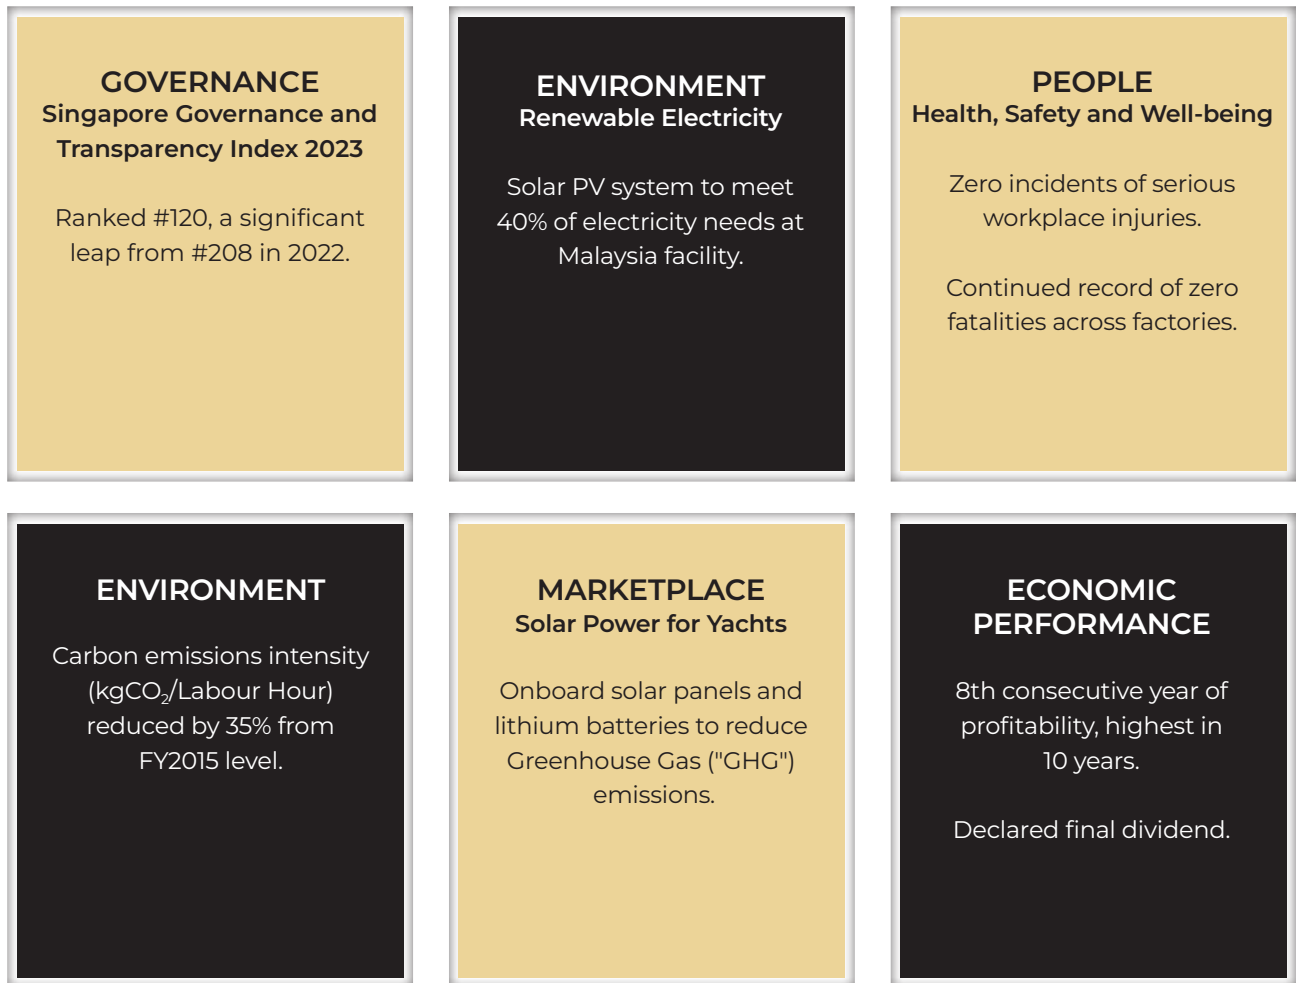 GOVERNANCE
Singapore Governance and
Transparency Index 2023
Ranked #120, a significant
leap from #208 in 2022.
ENVIRONMENT
Renewable Electricity
Solar PV system to meet
40% of electricity needs at
Malaysia facility.
PEOPLE
Health, Safety and Well-being
Zero incidents of serious
workplace injuries.
Continued record of zero
fatalities across factories.
ENVIRONMENT
Carbon emissions intensity
(kgCO₂/Labour Hour)
reduced by 35% from
FY2015 level.
MARKETPLACE
Solar Power for Yachts
Onboard solar panels and
lithium batteries to reduce
Greenhouse Gas ("GHG")
emissions.
ECONOMIC
PERFORMANCE
8th consecutive year of
profitability, highest in
10 years.
Declared final dividend.